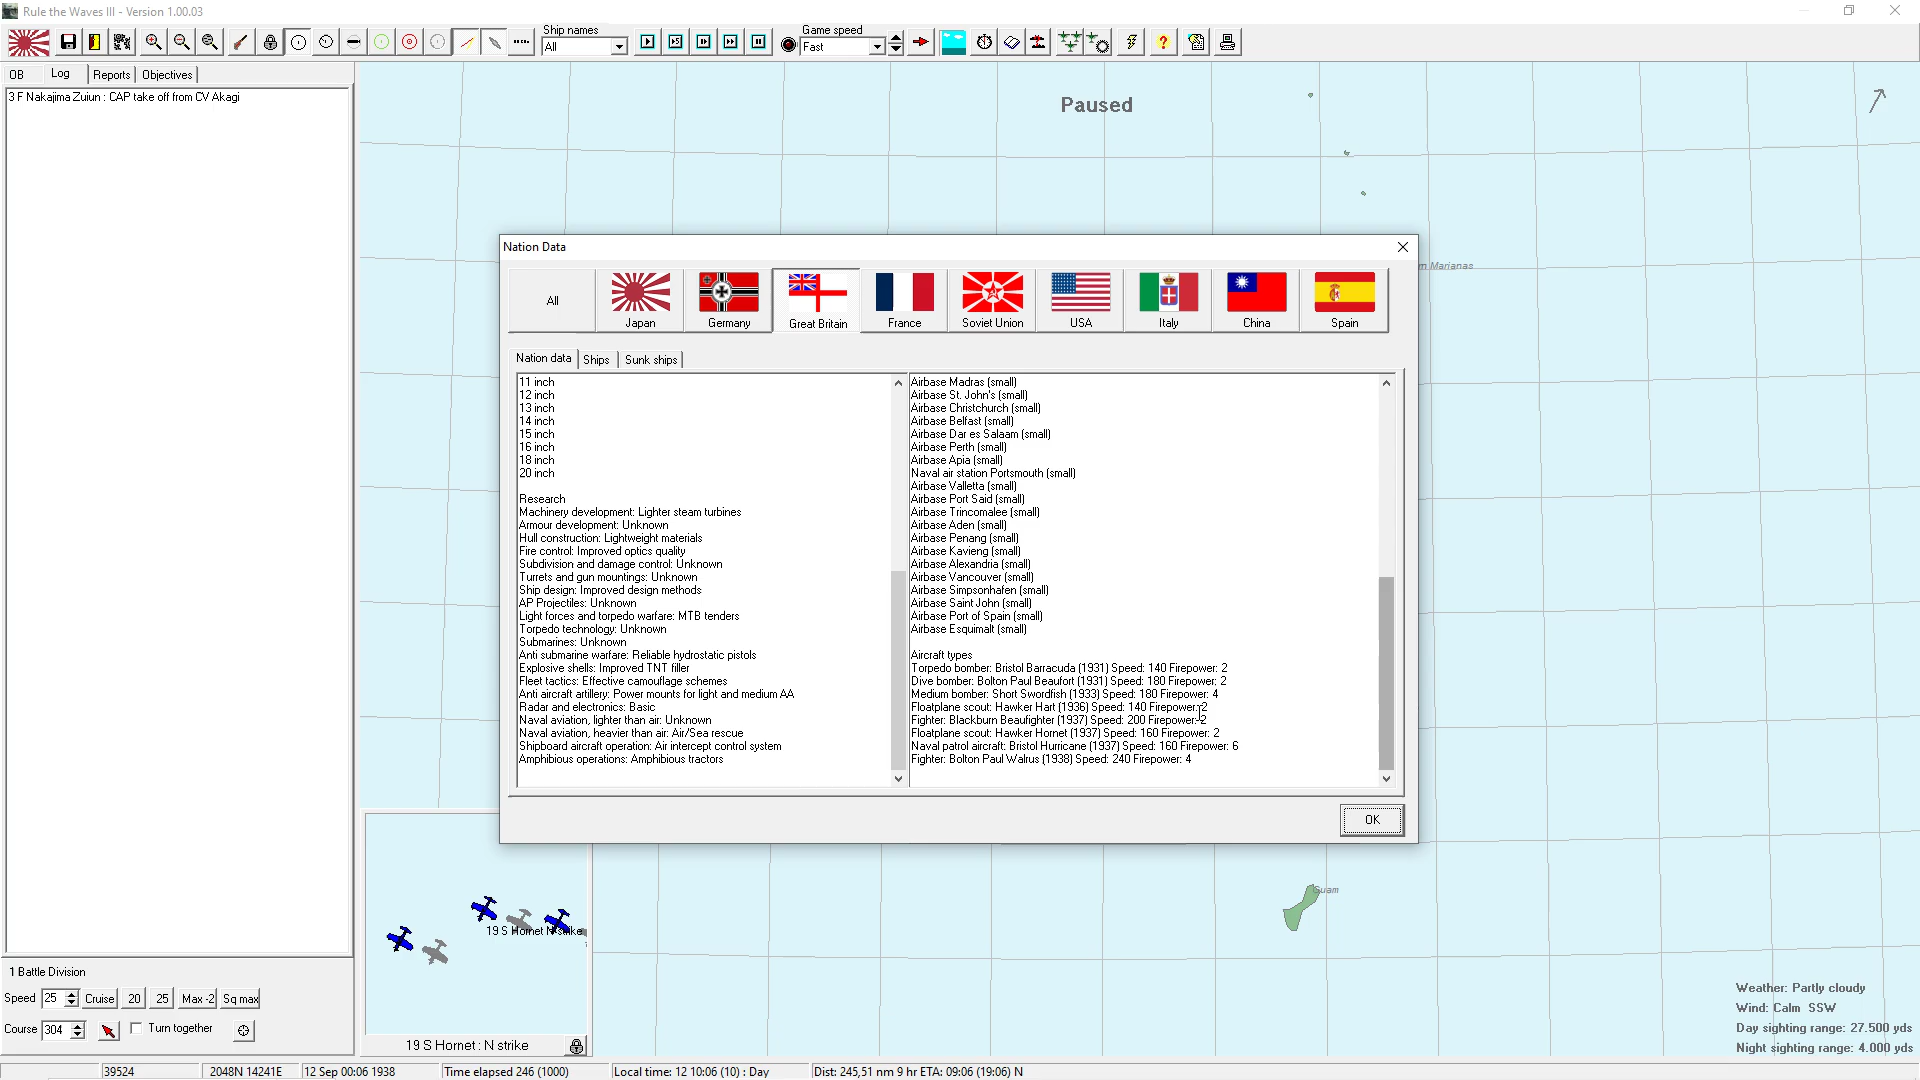 Rule the Waves III - Version 1.00.03
Ship names
All
Game speed
Fast
OB
Log
Reports
Objectives
3 F Nakajima Zuiun : CAP take off from CV Akagi
Paused
Nation Data
All
Japan
Germany
Great Britain
France
Soviet Union
USA
Italy
China
Spain
Nation data
Ships
Sunk ships
11 inch
12 inch
13 inch
14 inch
15 inch
16 inch
18 inch
20 inch
Research
Machinery development: Lighter steam turbines
Armour development: Unknown
Hull construction: Lightweight materials
Fire control: Improved optics quality
Subdivision and damage control: Unknown
Turrets and gun mountings: Unknown
Ship design: Improved design methods
AP Projectiles: Unknown
Light forces and torpedo warfare: MTB tenders
Torpedo technology: Unknown
Submarines: Unknown
Anti submarine warfare: Reliable hydrostatic pistols
Explosive shells: Improved TNT filler
Fleet tactics: Effective camouflage schemes
Anti aircraft artillery: Power mounts for light and medium AA
Radar and electronics: Basic
Naval aviation, lighter than air: Unknown
Naval aviation, heavier than air: Air/Sea rescue
Shipboard aircraft operation: Air intercept control system
Amphibious operations: Amphibious tractors
Airbase Madras (small)
Airbase St. John's (small)
Airbase Christchurch (small)
Airbase Belfast (small)
Airbase Dar es Salaam (small)
Airbase Perth (small)
Airbase Apia (small)
Naval air station Portsmouth (small)
Airbase Valletta (small)
Airbase Port Said (small)
Airbase Trincomalee (small)
Airbase Aden (small)
Airbase Penang (small)
Airbase Kavieng (small)
Airbase Alexandria (small)
Airbase Vancouver (small)
Airbase Simpsonhafen (small)
Airbase Saint John (small)
Airbase Port of Spain (small)
Airbase Esquimalt (small)
Aircraft types
Torpedo bomber: Bristol Barracuda (1931) Speed: 140 Firepower: 2
Dive bomber: Bolton Paul Beaufort (1931) Speed: 180 Firepower: 2
Medium bomber: Short Swordfish (1933) Speed: 180 Firepower: 4
Floatplane scout: Hawker Hart (1936) Speed: 140 Firepower: 2
Fighter: Blackburn Beaufighter (1937) Speed: 200 Firepower: 2
Floatplane scout: Hawker Hornet (1937) Speed: 160 Firepower: 2
Naval patrol aircraft: Bristol Hurricane (1937) Speed: 160 Firepower: 6
Fighter: Bolton Paul Walrus (1938) Speed: 240 Firepower: 4
OK
Marianas
Guam
19 S Hornet N strike
19 S Hornet : N strike
1 Battle Division
Speed 25 Cruise 20 25 Max -2 Sq max
Course 304 Turn together
Weather: Partly cloudy
Wind: Calm SSW
Day sighting range: 27.500 yds
Night sighting range: 4.000 yds
39524
2048N 14241E
12 Sep 00:06 1938
Time elapsed 246 (1000)
Local time: 12 10:06 (10) : Day
Dist: 245,51 nm 9 hr ETA: 09:06 (19:06) N